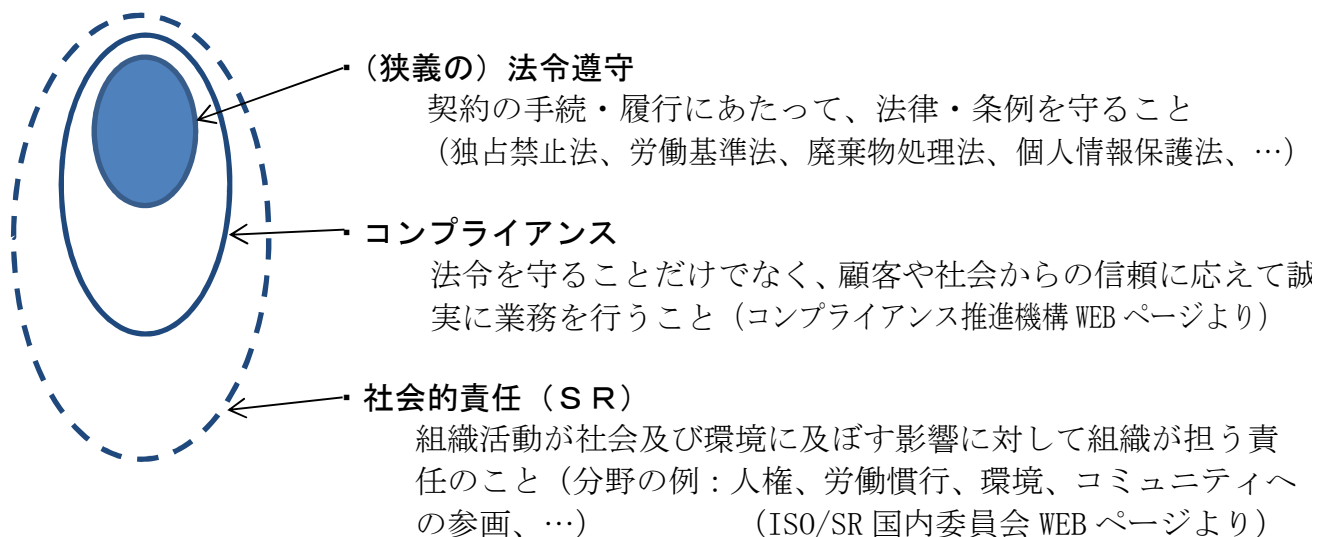 ・(狭義の)法令遵守
契約の手続・履行にあたって、法律・条例を守ること
(独占禁止法、労働基準法、廃棄物処理法、個人情報保護法、…)
・コンプライアンス
法令を守ることだけでなく、顧客や社会からの信頼に応えて誠
実に業務を行うこと(コンプライアンス推進機構 WEB ページより)
・社会的責任(SR)
組織活動が社会及び環境に及ぼす影響に対して組織が担う責
任のこと(分野の例:人権、労働慣行、環境、コミュニティへ
の参画、…) (ISO/SR 国内委員会 WEB ページより)